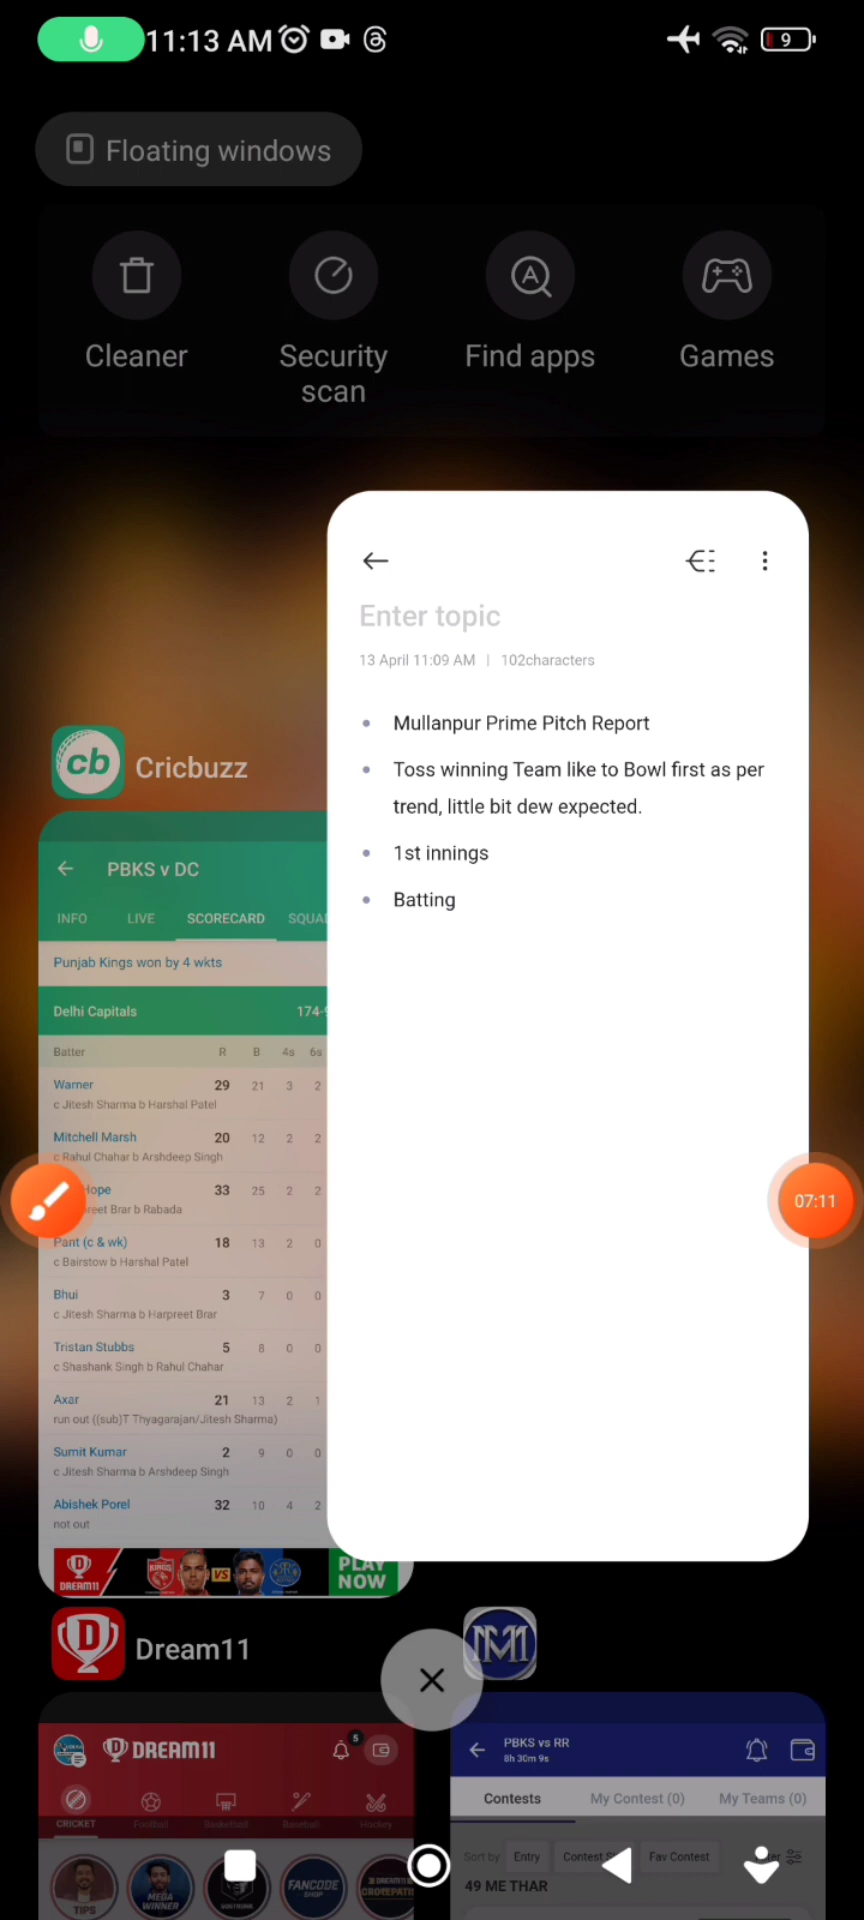 11:13 AM
9
Floating windows
Cleaner
Security scan
Find apps
Games
Enter topic
13 April 11:09 AM | 102characters
Mullanpur Prime Pitch Report
Toss winning Team like to Bowl first as per
trend, little bit dew expected.
1st innings
Batting
cb Cricbuzz
PBKS v DC
INFO LIVE SCORECARD
Punjab Kings won by 4 wkts
Delhi Capitals
Batter R B 4s 6s
Warner 29 21 3 2
c Jitesh Sharma b Harshal Patel
Mitchell Marsh 20 12 2 2
c Rahul Chahar b Arshdeep Singh
Hope 33 25 2 2
Brar b Rabada
Pant (c & wk) 18 13 2 0
c Bairstow b Harshal Patel
Bhui 3 7 0 0
c Jitesh Sharma b Harpreet Brar
Tristan Stubbs 5 8 0 0
c Shashank Singh b Rahul Chahar
Axar 21 13 2 1
run out ((sub)T Thyagarajan/Jitesh Sharma)
Sumit Kumar 2 9 0 0
c Jitesh Sharma b Arshdeep Singh
Abishek Porel 32 10 4 2
not out
07:11
DREAM11 KINGS VS RR PLAY NOW
Dream11
DREAM11
5
CRICKET Football Basketball Baseball Hockey
TIPS
MEGA WINNER
FANCODE SHOP
PBKS vs RR
8h 30m 9s
Contests My Contest (0) My Teams (0)
Sort by Entry Fav Contest
49 ME THAR